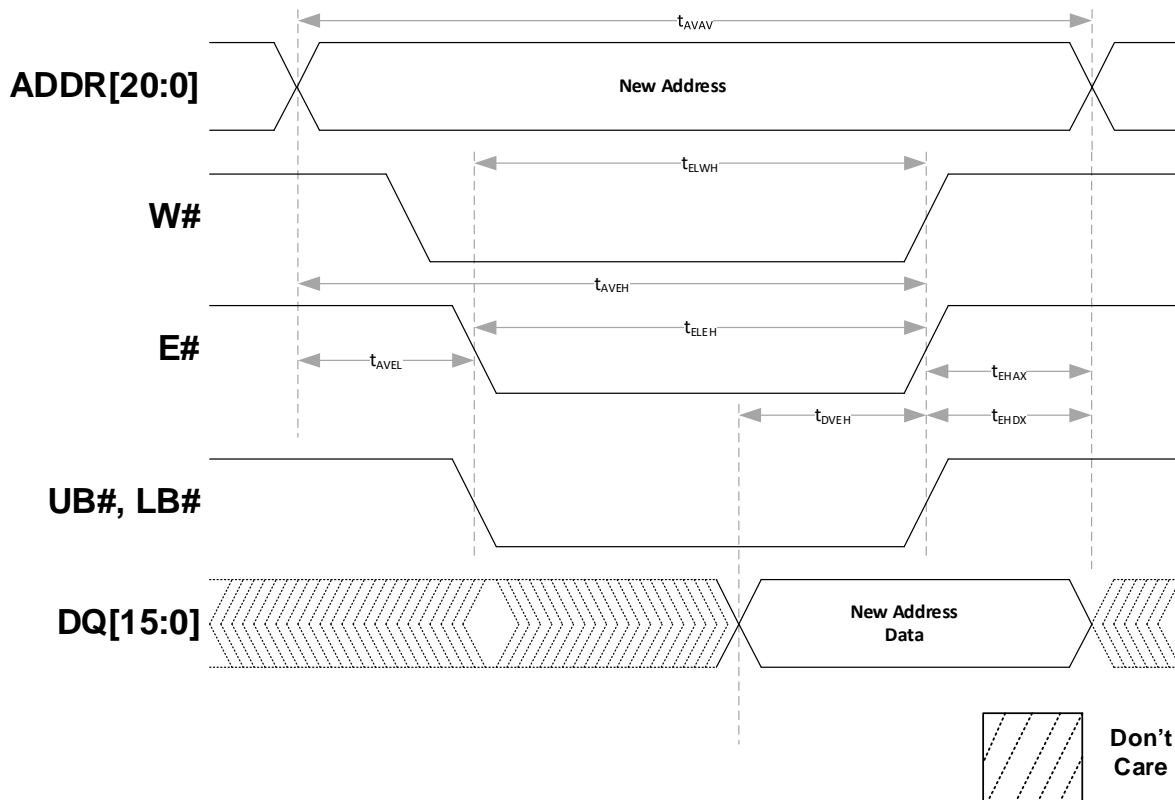 tAVAV
ADDR[20:0]
New Address
tELWH
W#
tAVEH
tELEH
E#
tAVEL
tEHAX
tDVEH
tEHDX
UB#, LB#
DQ[15:0]
New Address
Data
Don't
Care